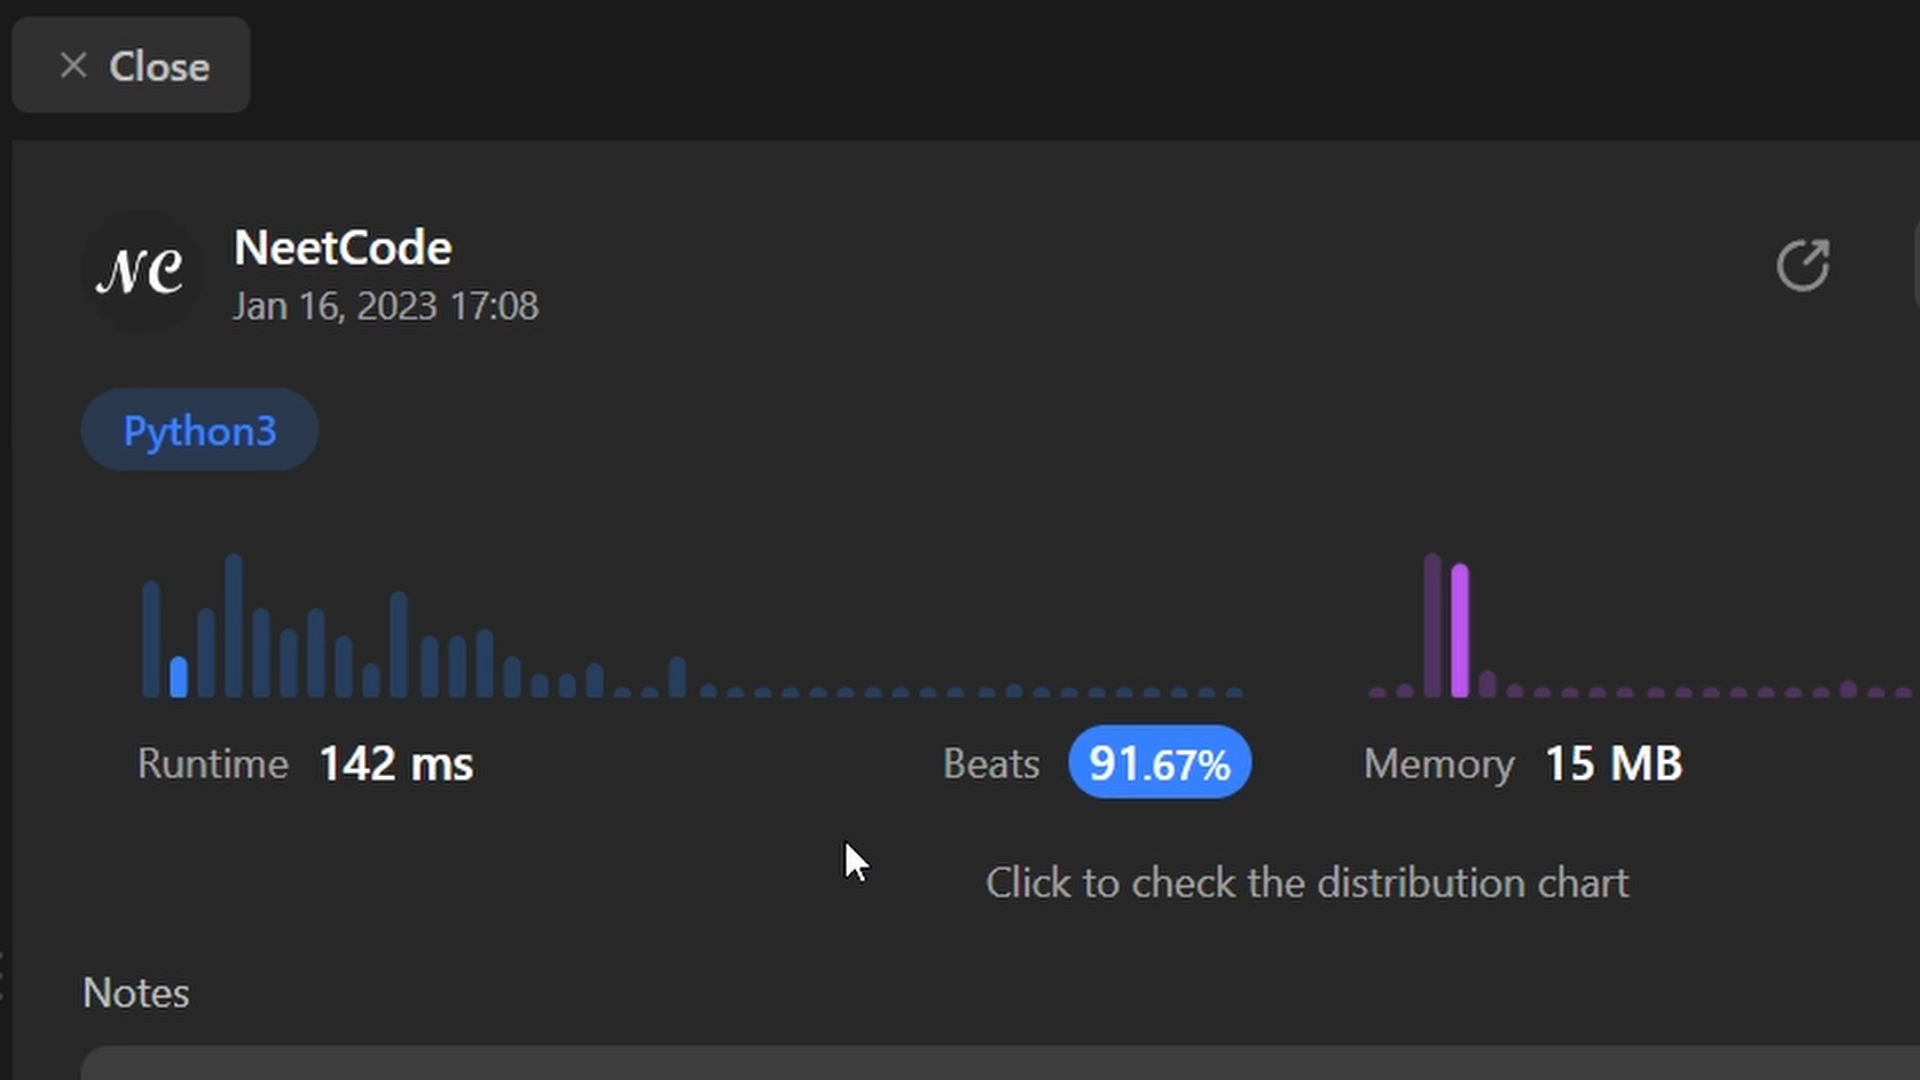 Close
NC
NeetCode
Jan 16, 2023 17:08
Python3
Runtime 142 ms
Beats 91.67%
Memory 15 MB
Click to check the distribution chart
Notes